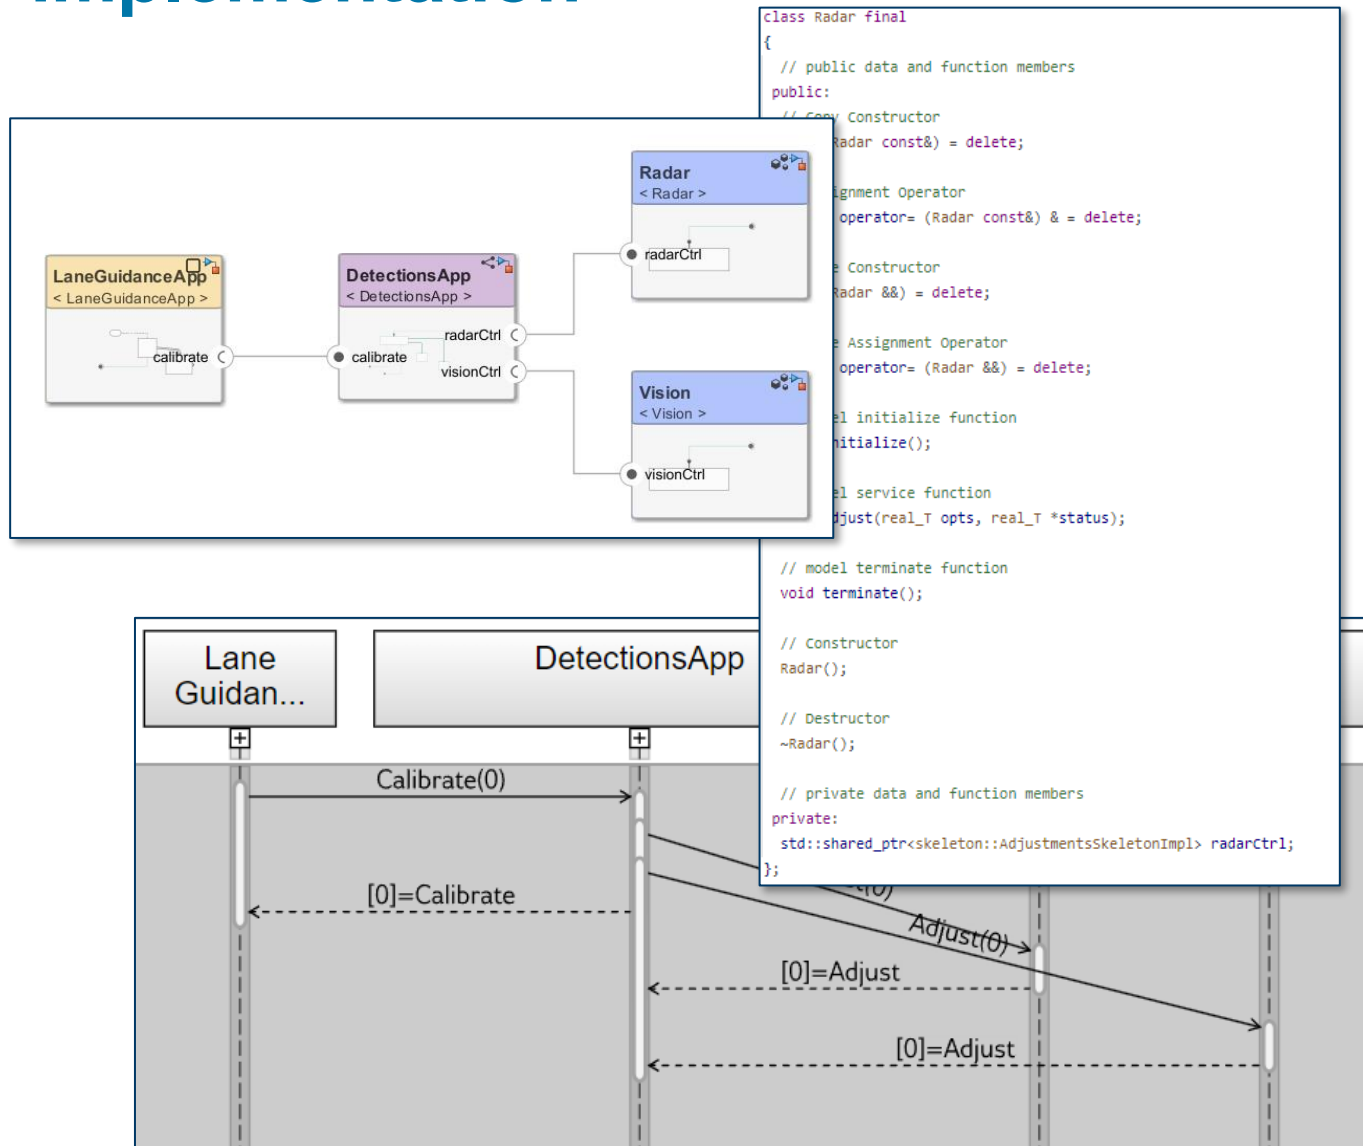 Implementation
class Radar final
{
// public data and function members
public:
// Copy Constructor
Radar const&) = delete;
ignment Operator
operator= (Radar const&) & = delete;
e Constructor
Radar &&) = delete;
e Assignment Operator
operator= (Radar &&) = delete;
el initialize function
nitialize();
el service function
djust(real_T opts, real_T *status);
// model terminate function
void terminate();
// Constructor
Radar();
// Destructor
~Radar();
// private data and function members
private:
std::shared_ptr<skeleton::AdjustmentsSkeletonImpl> radarCtrl;
};
LaneGuidanceApp
< LaneGuidanceApp >
calibrate
DetectionsApp
< DetectionsApp >
calibrate
radarCtrl
visionCtrl
Radar
< Radar >
radarCtrl
Vision
< Vision >
visionCtrl
Lane
Guidan...
DetectionsApp
Calibrate(0)
[0]=Calibrate
Adjust(0)
[0]=Adjust
[0]=Adjust